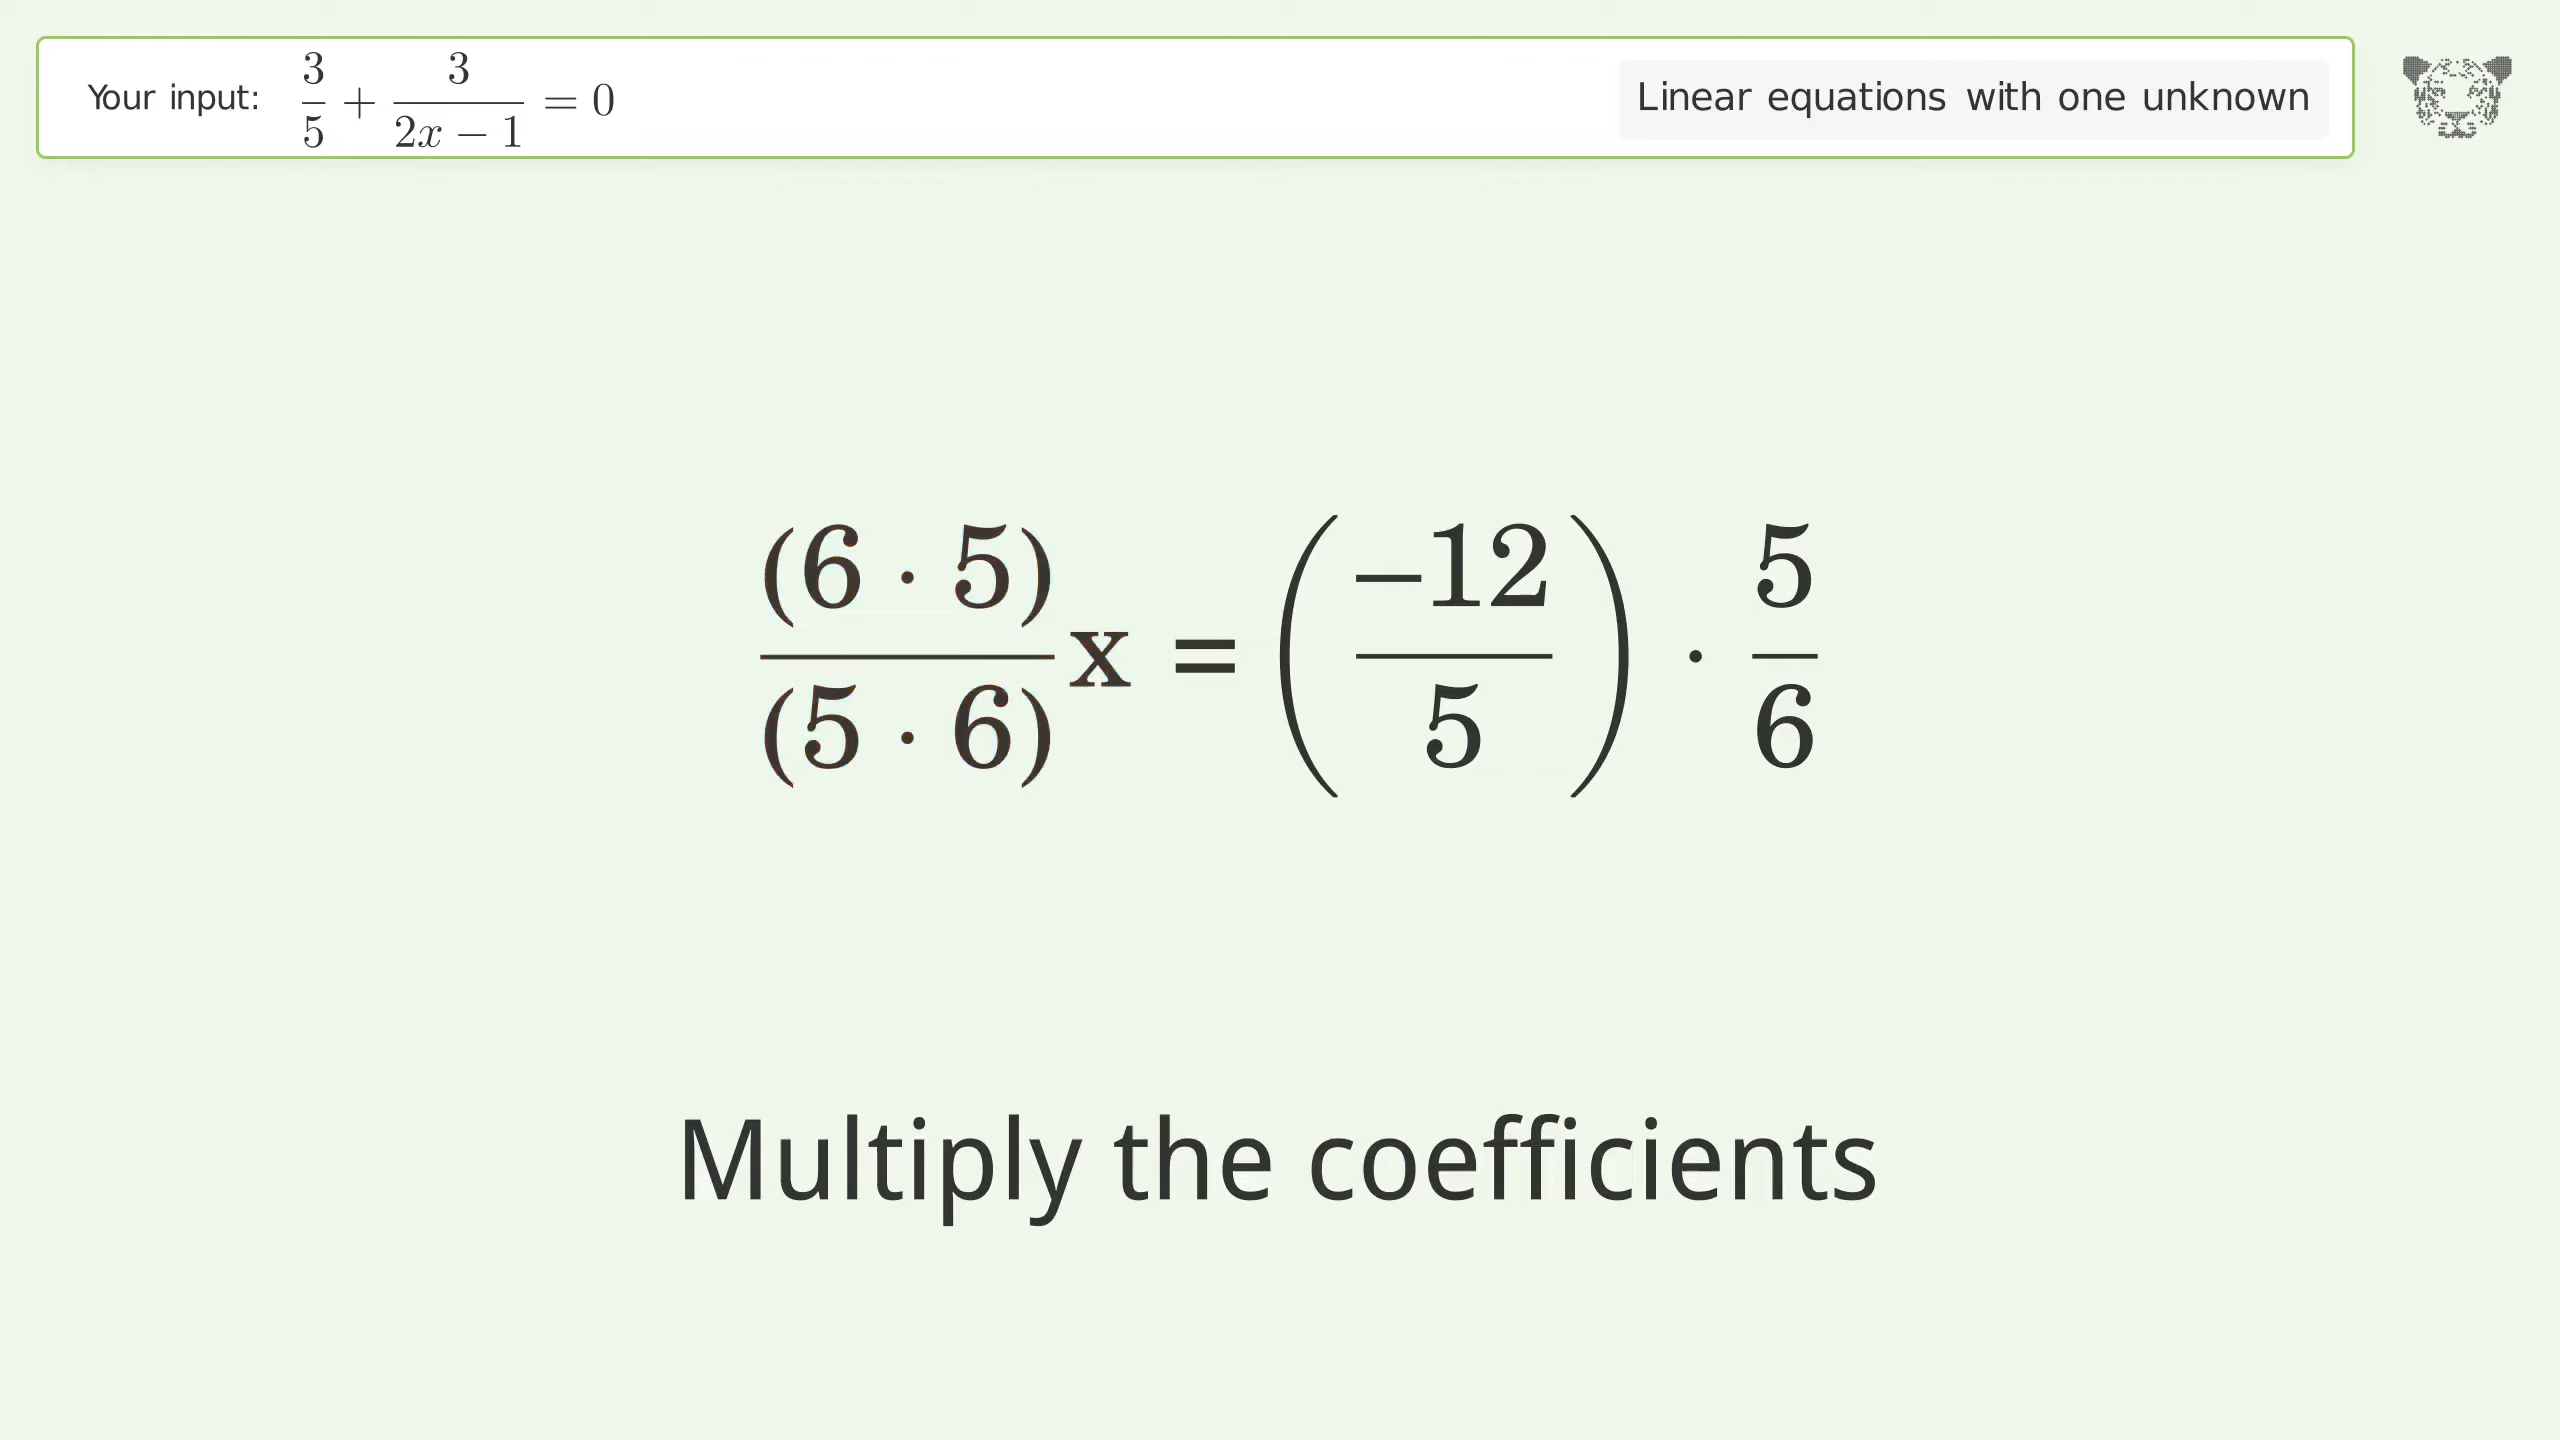 Your input: 3/5 + 3/(2x − 1) = 0
Linear equations with one unknown
(6 · 5)/(5 · 6) x = (−12/5) · 5/6
Multiply the coefficients